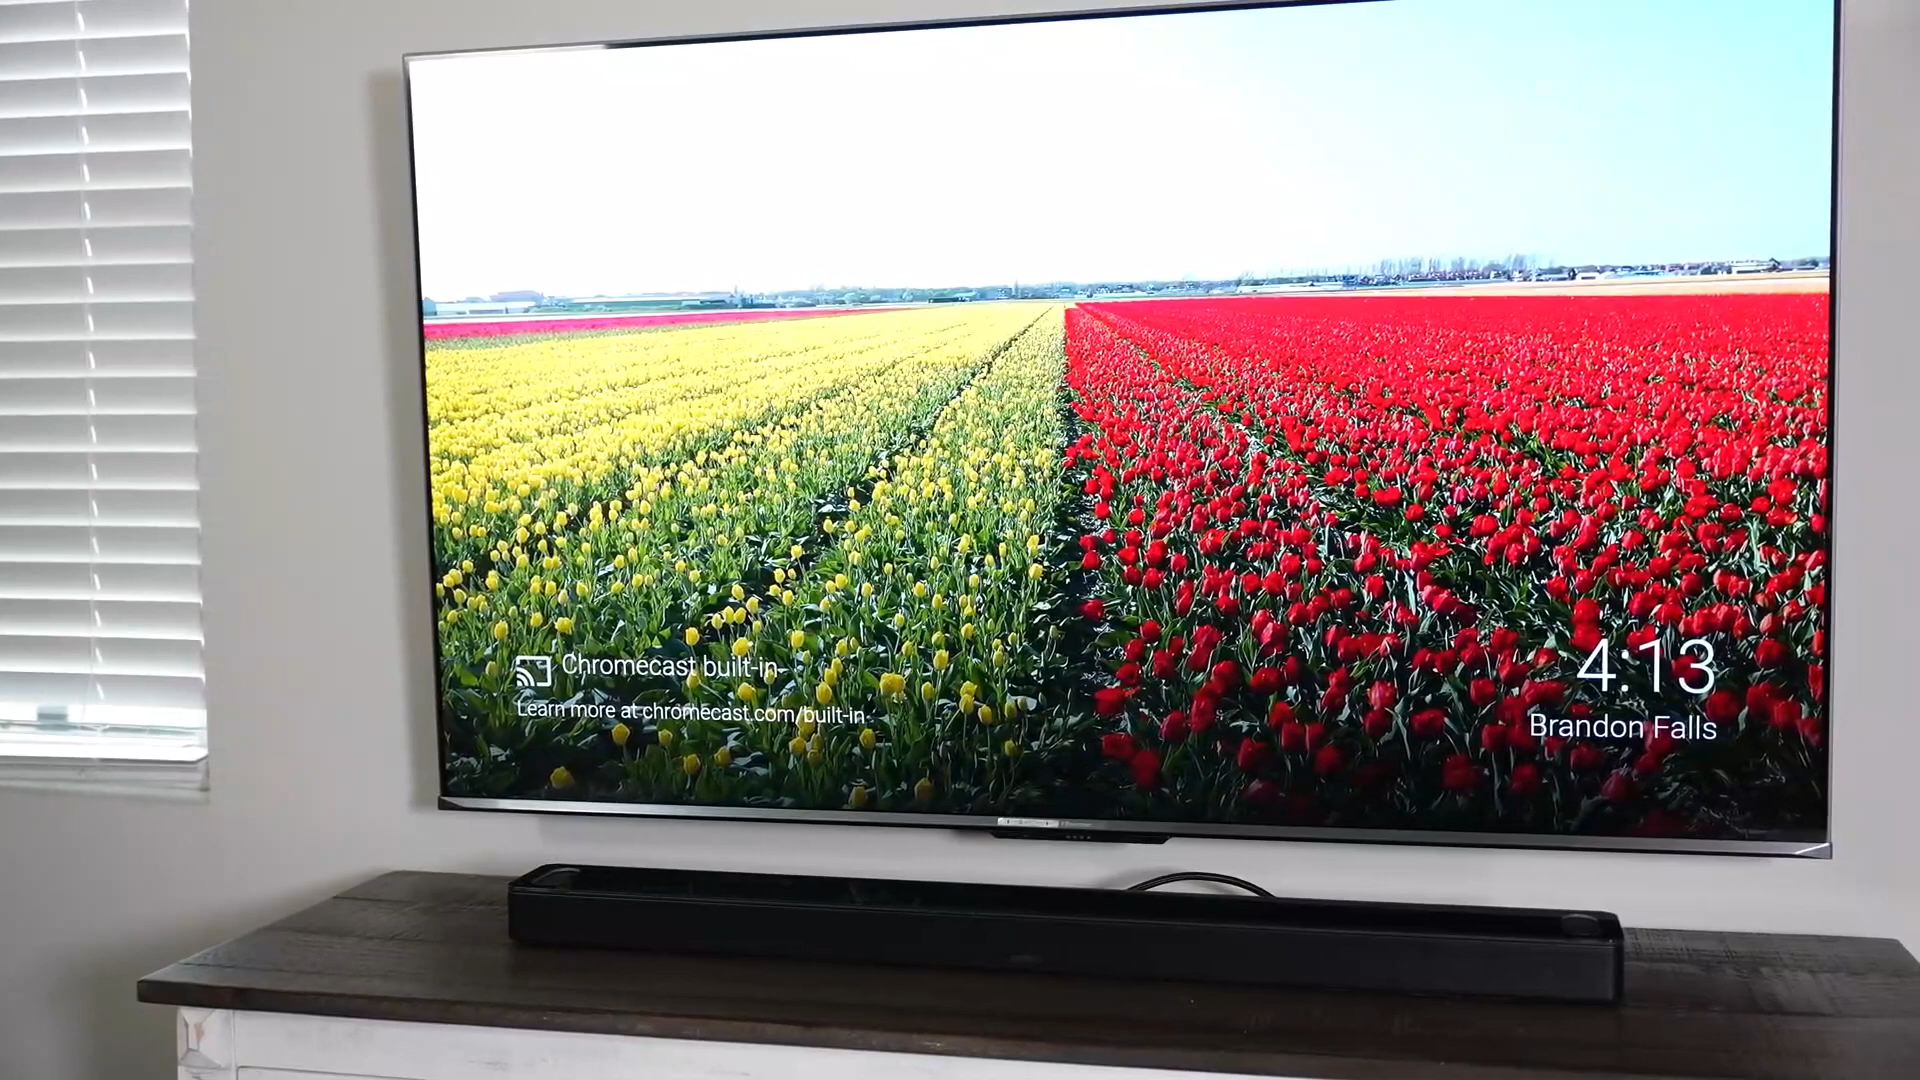 Chromecast built-in
Learn more at chromecast.com/built-in
4:13
Brandon Falls